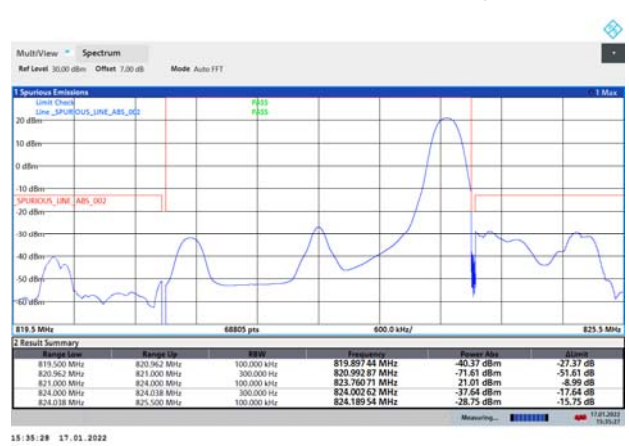 MultiView Spectrum
Ref Level 30.00 dBm Offset 7.00 dB Mode Auto FFT
1 Spurious Emissions 1 Max
Limit Check PASS
Line _SPURIOUS_LINE_ABS_002 PASS
20 dBm
10 dBm
0 dBm
-10 dBm
_SPURIOUS_LINE_ABS_002
-20 dBm
-30 dBm
-40 dBm
-50 dBm
-60 dBm
819.5 MHz 68805 pts 600.0 kHz/ 825.5 MHz
2 Result Summary
Range Low Range Up RBW Frequency Power Abs ΔLimit
819.500 MHz 820.962 MHz 100.000 kHz 819.897 44 MHz -40.37 dBm -27.37 dB
820.962 MHz 821.000 MHz 300.000 Hz 820.992 87 MHz -71.61 dBm -51.61 dB
821.000 MHz 824.000 MHz 100.000 kHz 823.760 71 MHz 21.01 dBm -8.99 dB
824.000 MHz 824.038 MHz 300.000 Hz 824.002 62 MHz -37.64 dBm -17.64 dB
824.038 MHz 825.500 MHz 100.000 kHz 824.189 54 MHz -28.75 dBm -15.75 dB
Measuring... 17.01.2022
15:35:27
15:35:28 17.01.2022